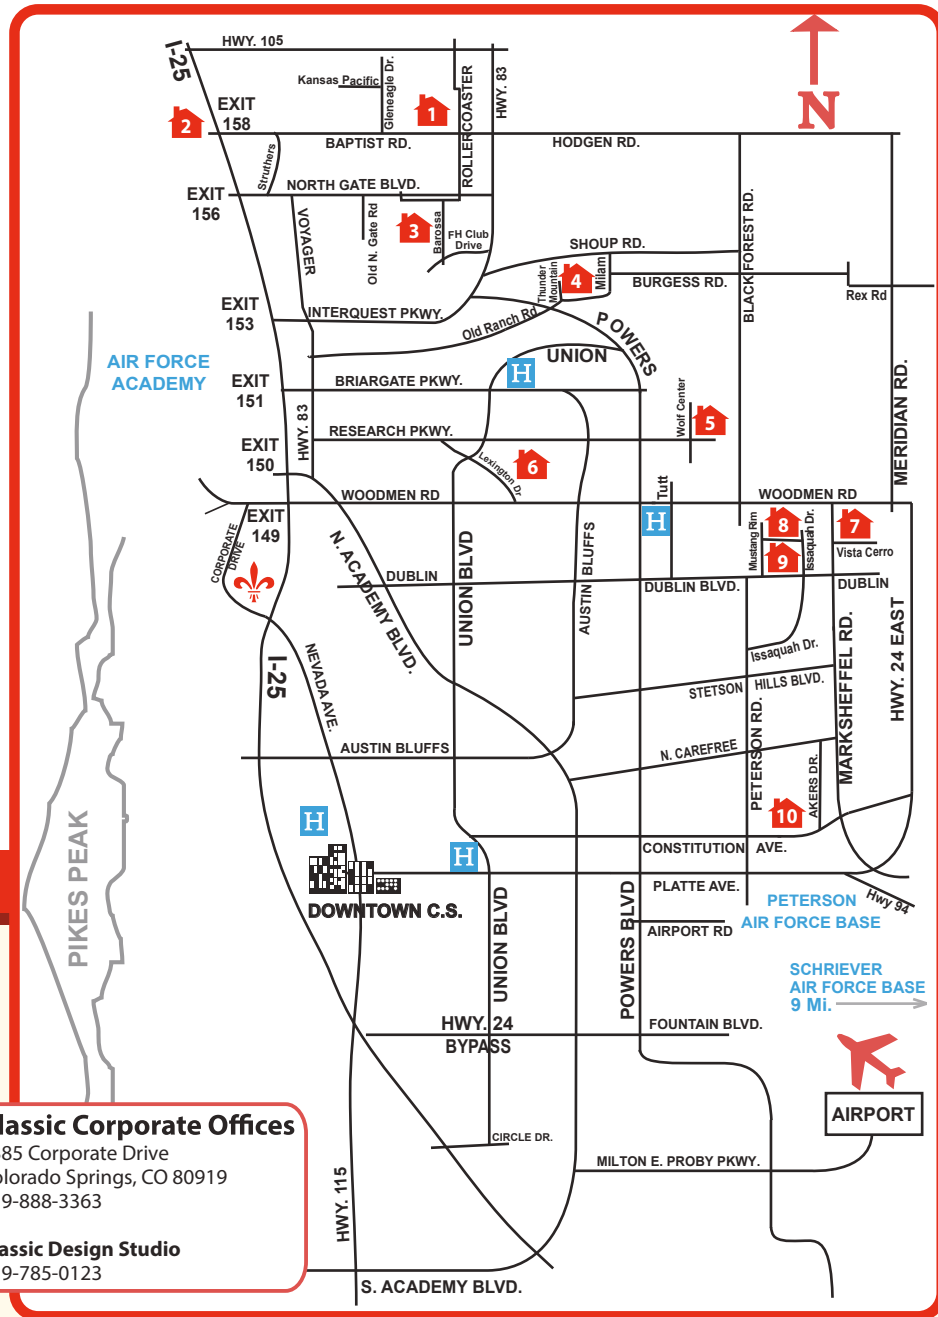 HWY. 105
I-25
Kansas Pacific
Gleneagle Dr.
ROLLERCOASTER
HWY. 83
N
1
2
EXIT
158
BAPTIST RD.
HODGEN RD.
Struthers
NORTH GATE BLVD.
EXIT
156
VOYAGER
Old N. Gate Rd
3
Barossa
FH Club
Drive
SHOUP RD.
BLACK FOREST RD.
Thunder
Mountain
4
Milam
BURGESS RD.
Rex Rd
EXIT
153
INTERQUEST PKWY.
Old Ranch Rd
POWERS
UNION
AIR FORCE
ACADEMY
H
EXIT
151
BRIARGATE PKWY.
HWY. 83
MERIDIAN RD.
Wolf Center
5
RESEARCH PKWY.
EXIT
150
Lexington Dr
6
Tutt
WOODMEN RD
WOODMEN RD
EXIT
149
CORPORATE
DRIVE
N. ACADEMY BLVD.
UNION BLVD
AUSTIN BLUFFS
H
Mustang Rim
8
9
Issaquah Dr.
7
Vista Cerro
DUBLIN
DUBLIN BLVD.
DUBLIN
Issaquah Dr.
I-25
NEVADA AVE.
STETSON HILLS BLVD.
MARKSHEFFEL RD.
HWY. 24 EAST
AUSTIN BLUFFS
N. CAREFREE
PETERSON RD.
AKERS DR.
10
H
H
CONSTITUTION AVE.
PIKES PEAK
DOWNTOWN C.S.
PLATTE AVE.
Hwy 94
PETERSON
AIR FORCE BASE
UNION BLVD
POWERS BLVD
AIRPORT RD
SCHRIEVER
AIR FORCE BASE
9 Mi.
HWY. 24
BYPASS
FOUNTAIN BLVD.
AIRPORT
CIRCLE DR.
MILTON E. PROBY PKWY.
HWY. 115
S. ACADEMY BLVD.
lassic Corporate Offices
85 Corporate Drive
olorado Springs, CO 80919
9-888-3363
assic Design Studio
9-785-0123